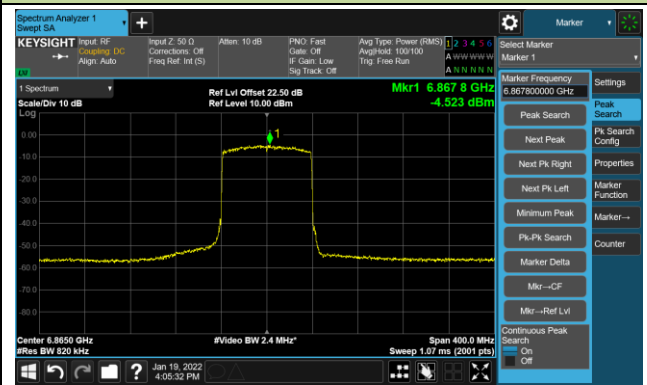 Spectrum Analyzer 1
Swept SA
+
Marker
KEYSIGHT
Input: RF
Coupling: DC
Align: Auto
Input Z: 50 Ω
Corrections: Off
Freq Ref: Int (S)
Atten: 10 dB
PNO: Fast
Gate: Off
IF Gain: Low
Sig Track: Off
Avg Type: Power (RMS)
Avg|Hold: 100/100
Trig: Free Run
1 2 3 4 5 6
A W W W W W
A N N N N N
LV
1 Spectrum
Scale/Div 10 dB
Log
Ref Lvl Offset 22.50 dB
Ref Level 10.00 dBm
Mkr1 6.867 8 GHz
-4.523 dBm
1
0.00
-10.0
-20.0
-30.0
-40.0
-50.0
-60.0
-70.0
-80.0
Center 6.8650 GHz
#Res BW 820 kHz
#Video BW 2.4 MHz*
Span 400.0 MHz
Sweep 1.07 ms (2001 pts)
Select Marker
Marker 1
Marker Frequency
6.867800000 GHz
Peak Search
Next Peak
Next Pk Right
Next Pk Left
Minimum Peak
Pk-Pk Search
Marker Delta
Mkr→CF
Mkr→Ref Lvl
Continuous Peak
Search
On
Off
Settings
Peak
Search
Pk Search
Config
Properties
Marker
Function
Marker→
Counter
?
Jan 19, 2022
4:05:32 PM